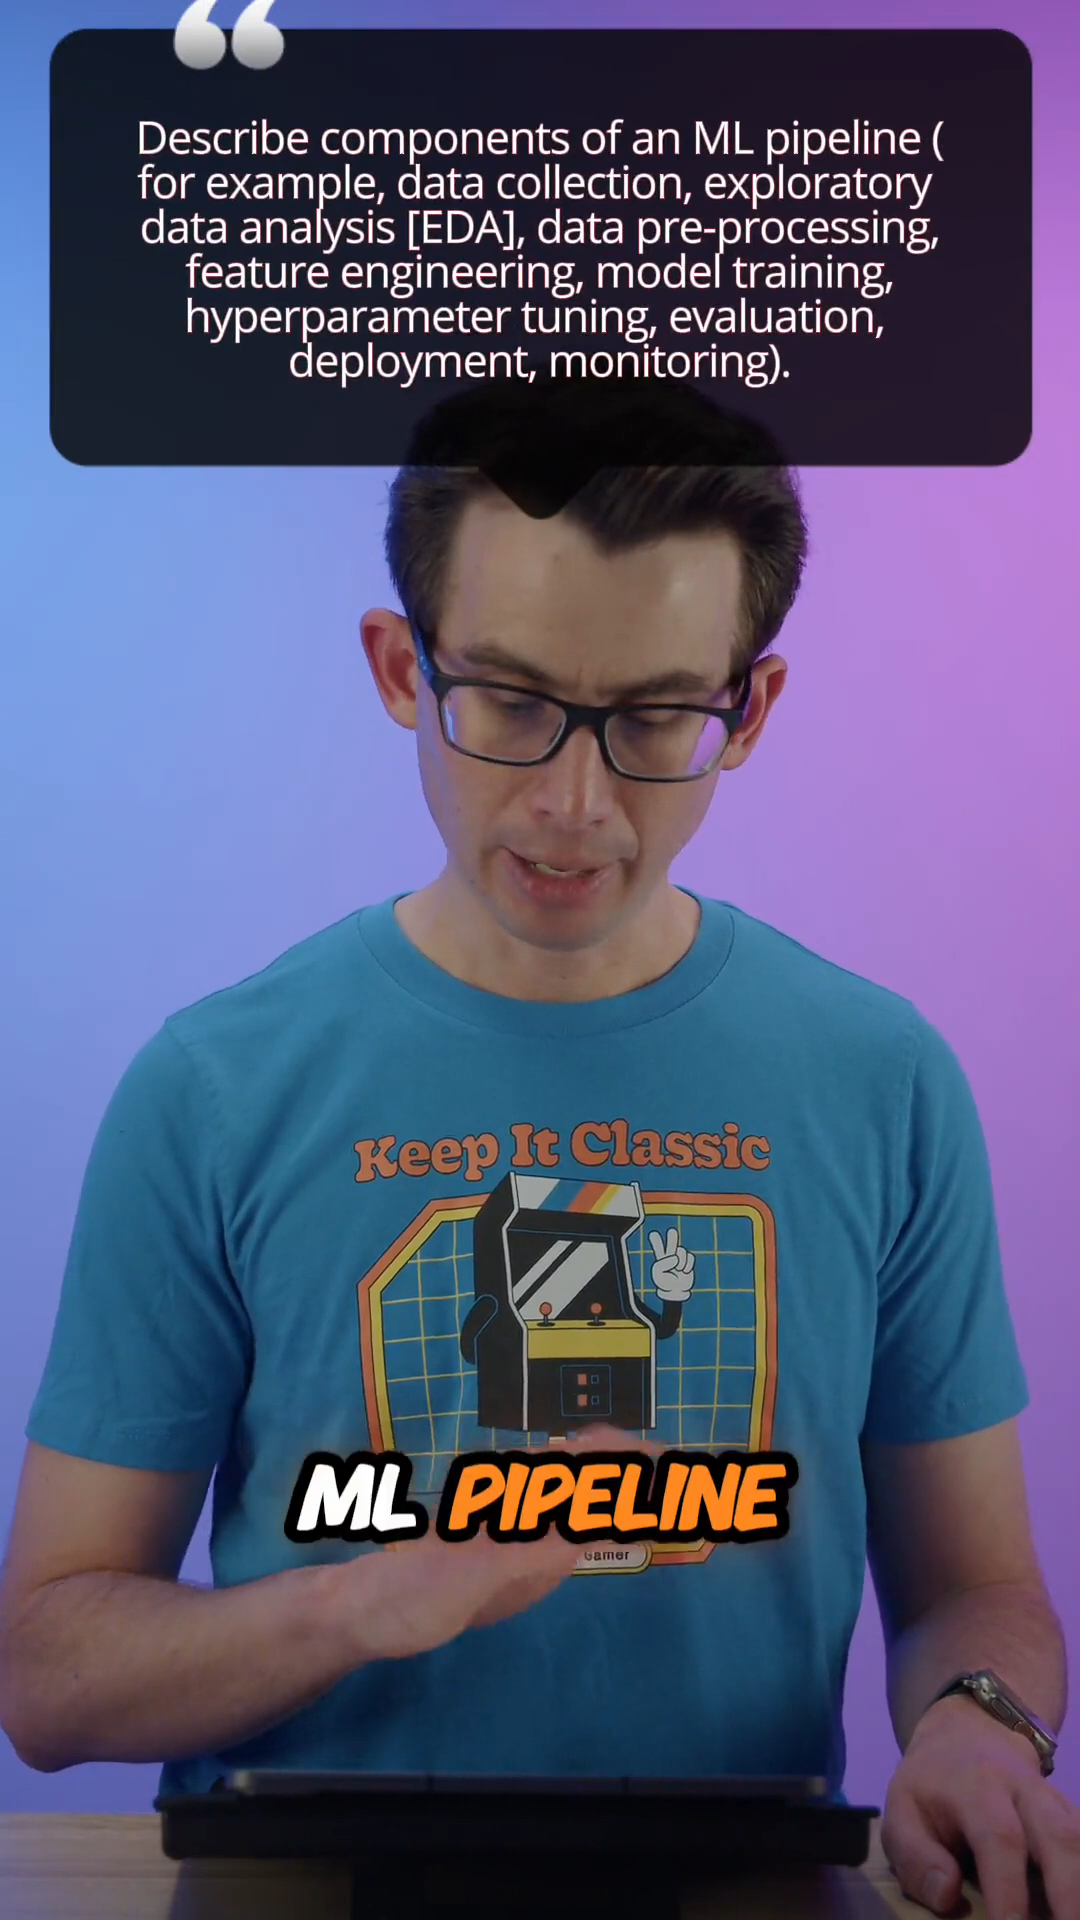 Describe components of an ML pipeline (
for example, data collection, exploratory
data analysis [EDA], data pre-processing,
feature engineering, model training,
hyperparameter tuning, evaluation,
deployment, monitoring).
Keep It Classic
ML PIPELINE
Gamer